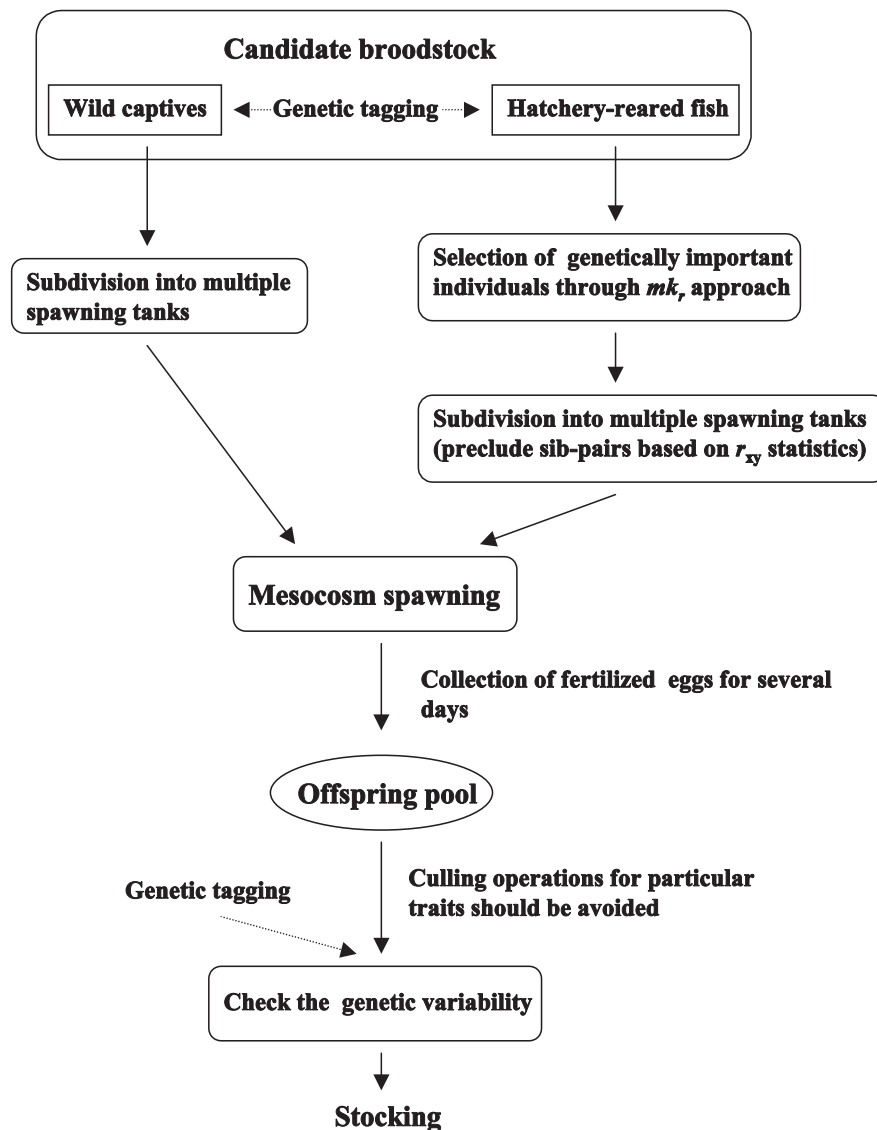 Candidate broodstock
Wild captives
Genetic tagging
Hatchery-reared fish
Subdivision into multiple
spawning tanks
Selection of genetically important
individuals through mkr approach
Subdivision into multiple spawning tanks
(preclude sib-pairs based on rxy statistics)
Mesocosm spawning
Collection of fertilized eggs for several
days
Offspring pool
Genetic tagging
Culling operations for particular
traits should be avoided
Check the genetic variability
Stocking